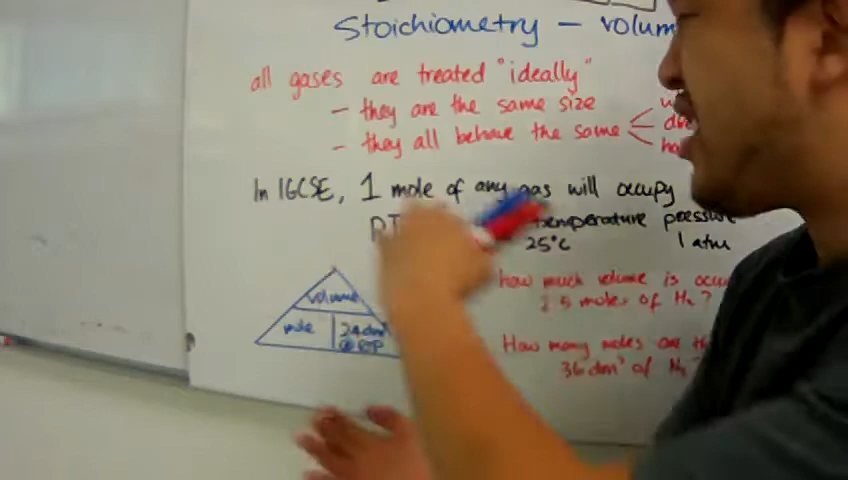 Stoichiometry – volum
all gases are treated "ideally"
– they are the same size
– they all behave the same
In IGCSE, 1 mole of any gas will occupy
temperature pressure
25°C 1 atm
volume
mole 24dm³
@ RTP
how much volume is occu
5 moles of H₂?
How many moles are th
36 dm³ of N₂